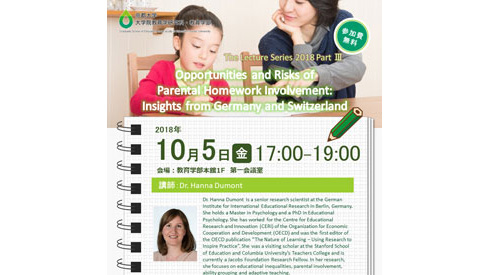 京都大学
大学院教育学研究科・教育学部
参加費
無料
The Lecture Series 2018 Part Ⅲ
Opportunities and Risks of
Parental Homework Involvement:
Insights from Germany and Switzerland
2018年
10月5日 金 17:00-19:00
会場：教育学部本館1F 第一会議室
講師：Dr. Hanna Dumont
Dr. Hanna Dumont is a senior research scientist at the German
Institute for International Educational Research in Berlin, Germany.
She holds a Master in Psychology and a PhD in Educational
Psychology. She has worked for the Centre for Educational
Research and Innovation (CERI) of the Organisation for Economic
Cooperation and Development (OECD) and was the first editor of
the OECD publication "The Nature of Learning – Using Research to
Inspire Practice". She was a visiting scholar at the Stanford School
of Education and Columbia University's Teachers College and is
currently a Jacobs Foundation Research Fellow. In her research,
she focuses on educational inequalities, parental involvement,
ability grouping and adaptive teaching.